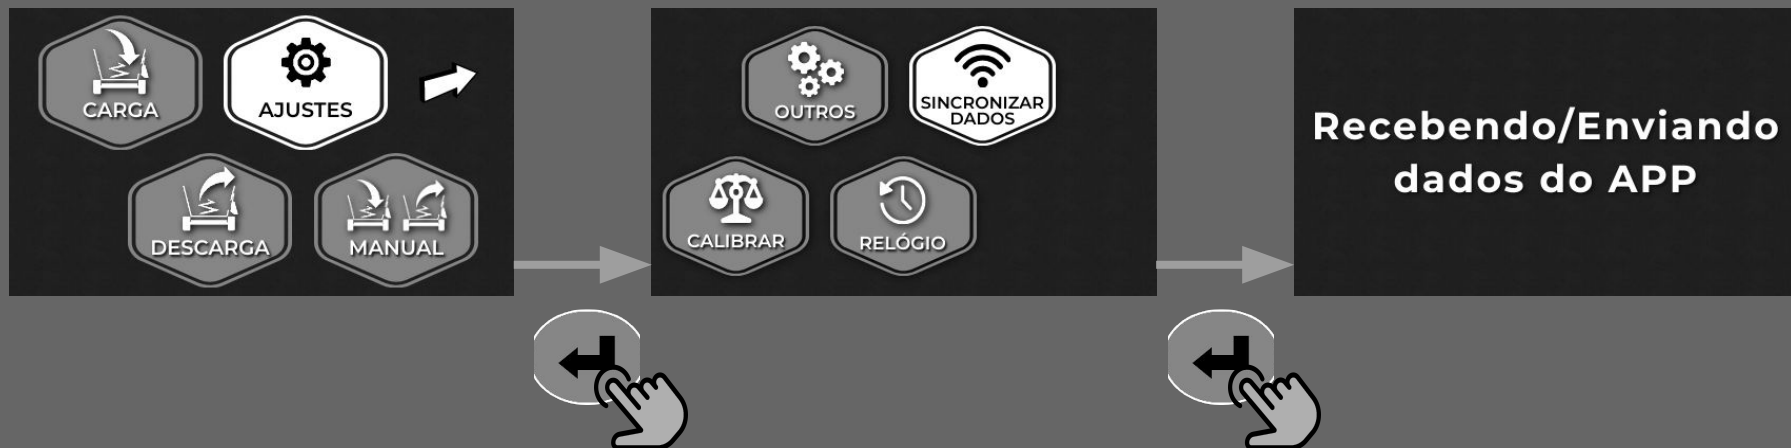 CARGA
AJUSTES
DESCARGA
MANUAL
OUTROS
SINCRONIZAR
DADOS
CALIBRAR
RELÓGIO
Recebendo/Enviando
dados do APP